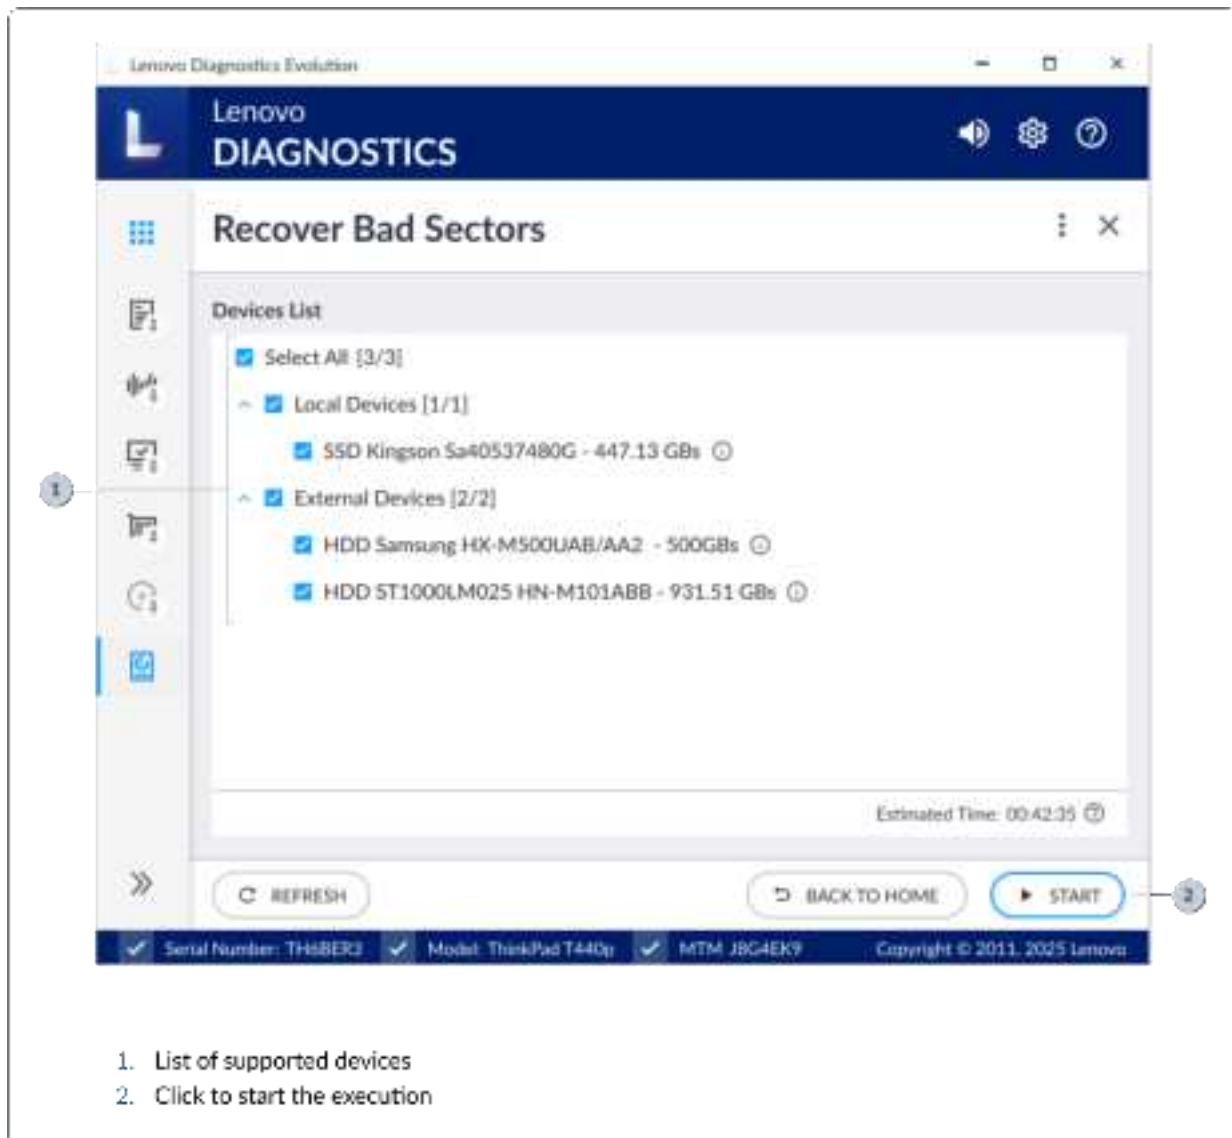 Lenovo Diagnostics Evolution
Lenovo
DIAGNOSTICS
Recover Bad Sectors
Devices List
Select All [3/3]
Local Devices [1/1]
SSD Kingson Sa40537480G - 447.13 GBs
1
External Devices [2/2]
HDD Samsung HX-M500UAB/AA2 - 500GBs
HDD ST1000LM025 HN-M101ABB - 931.51 GBs
Estimated Time: 00:42:35
REFRESH
BACK TO HOME
START
2
Serial Number: TH6BER3 Model: ThinkPad T440p MTM J8G4EK9 Copyright © 2011, 2025 Lenovo
1. List of supported devices
2. Click to start the execution